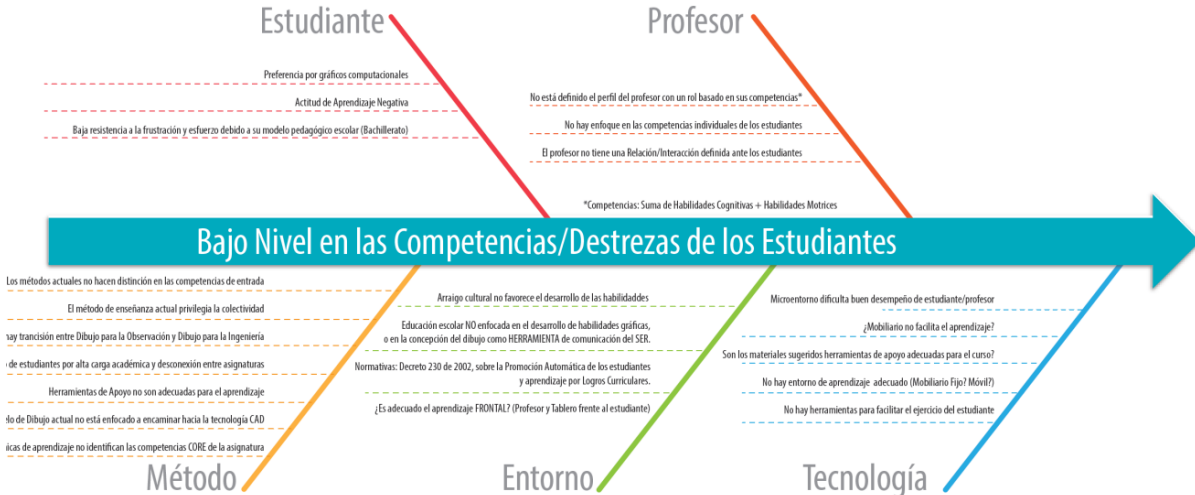 Estudiante
Preferencia por gráficos computacionales
Actitud de Aprendizaje Negativa
Baja resistencia a la frustración y esfuerzo debido a su modelo pedagógico escolar (Bachillerato)
Profesor
No está definido el perfil del profesor con un rol basado en sus competencias*
No hay enfoque en las competencias individuales de los estudiantes
El profesor no tiene una Relación/Interacción definida ante los estudiantes
*Competencias: Suma de Habilidades Cognitivas + Habilidades Motrices
Bajo Nivel en las Competencias/Destrezas de los Estudiantes
Los métodos actuales no hacen distinción en las competencias de entrada
El método de enseñanza actual privilegia la colectividad
hay trancisión entre Dibujo para la Observación y Dibujo para la Ingeniería
de estudiantes por alta carga académica y desconexión entre asignaturas
Herramientas de Apoyo no son adecuadas para el aprendizaje
de Dibujo actual no está enfocado a encaminar hacia la tecnología CAD
de aprendizaje no identifican las competencias CORE de la asignatura
Método
Arraigo cultural no favorece el desarrollo de las habilidaddes
Educación escolar NO enfocada en el desarrollo de habilidades gráficas,
o en la concepción del dibujo como HERRAMIENTA de comunicación del SER.
Normativas: Decreto 230 de 2002, sobre la Promoción Automática de los estudiantes
y aprendizaje por Logros Curriculares.
¿Es adecuado el aprendizaje FRONTAL? (Profesor y Tablero frente al estudiante)
Entorno
Microentorno dificulta buen desempeño de estudiante/profesor
¿Mobiliario no facilita el aprendizaje?
Son los materiales sugeridos herramientas de apoyo adecuadas para el curso?
No hay entorno de aprendizaje adecuado (Mobiliario Fijo? Móvil?)
No hay herramientas para facilitar el ejercicio del estudiante
Tecnología